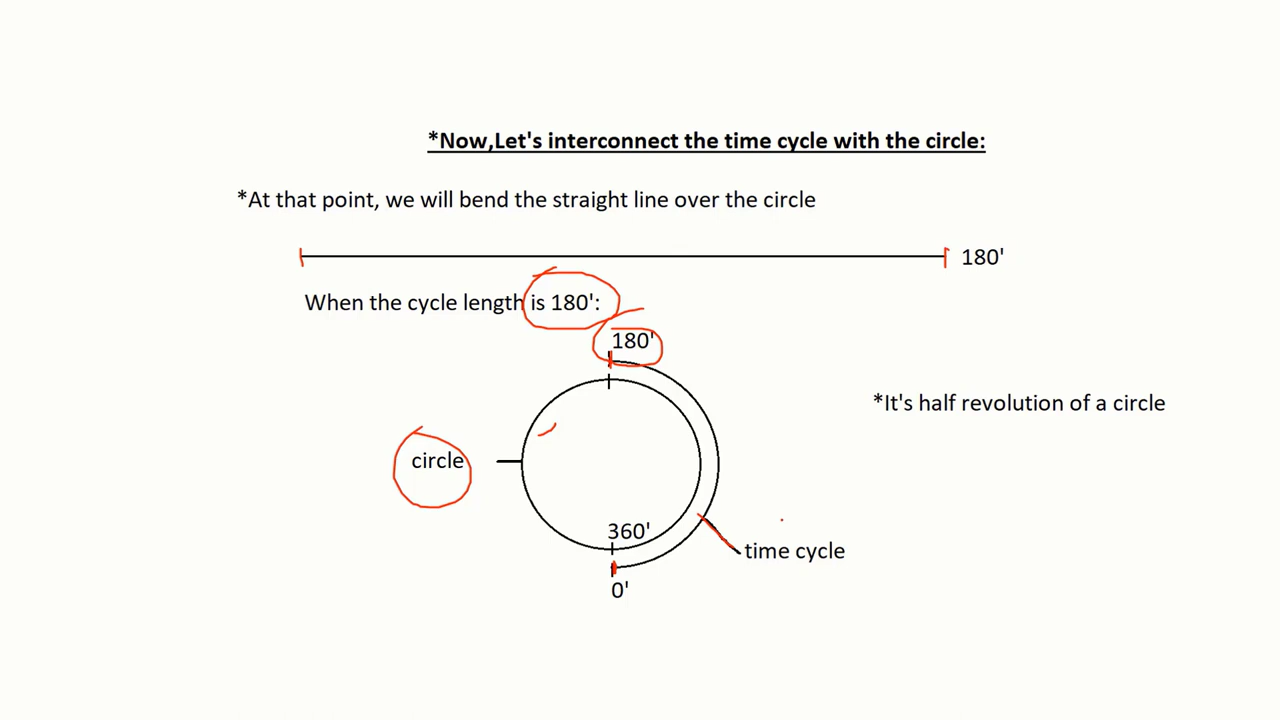 *Now,Let's interconnect the time cycle with the circle:
*At that point, we will bend the straight line over the circle
180'
When the cycle length is 180':
180'
*It's half revolution of a circle
circle
360'
time cycle
0'